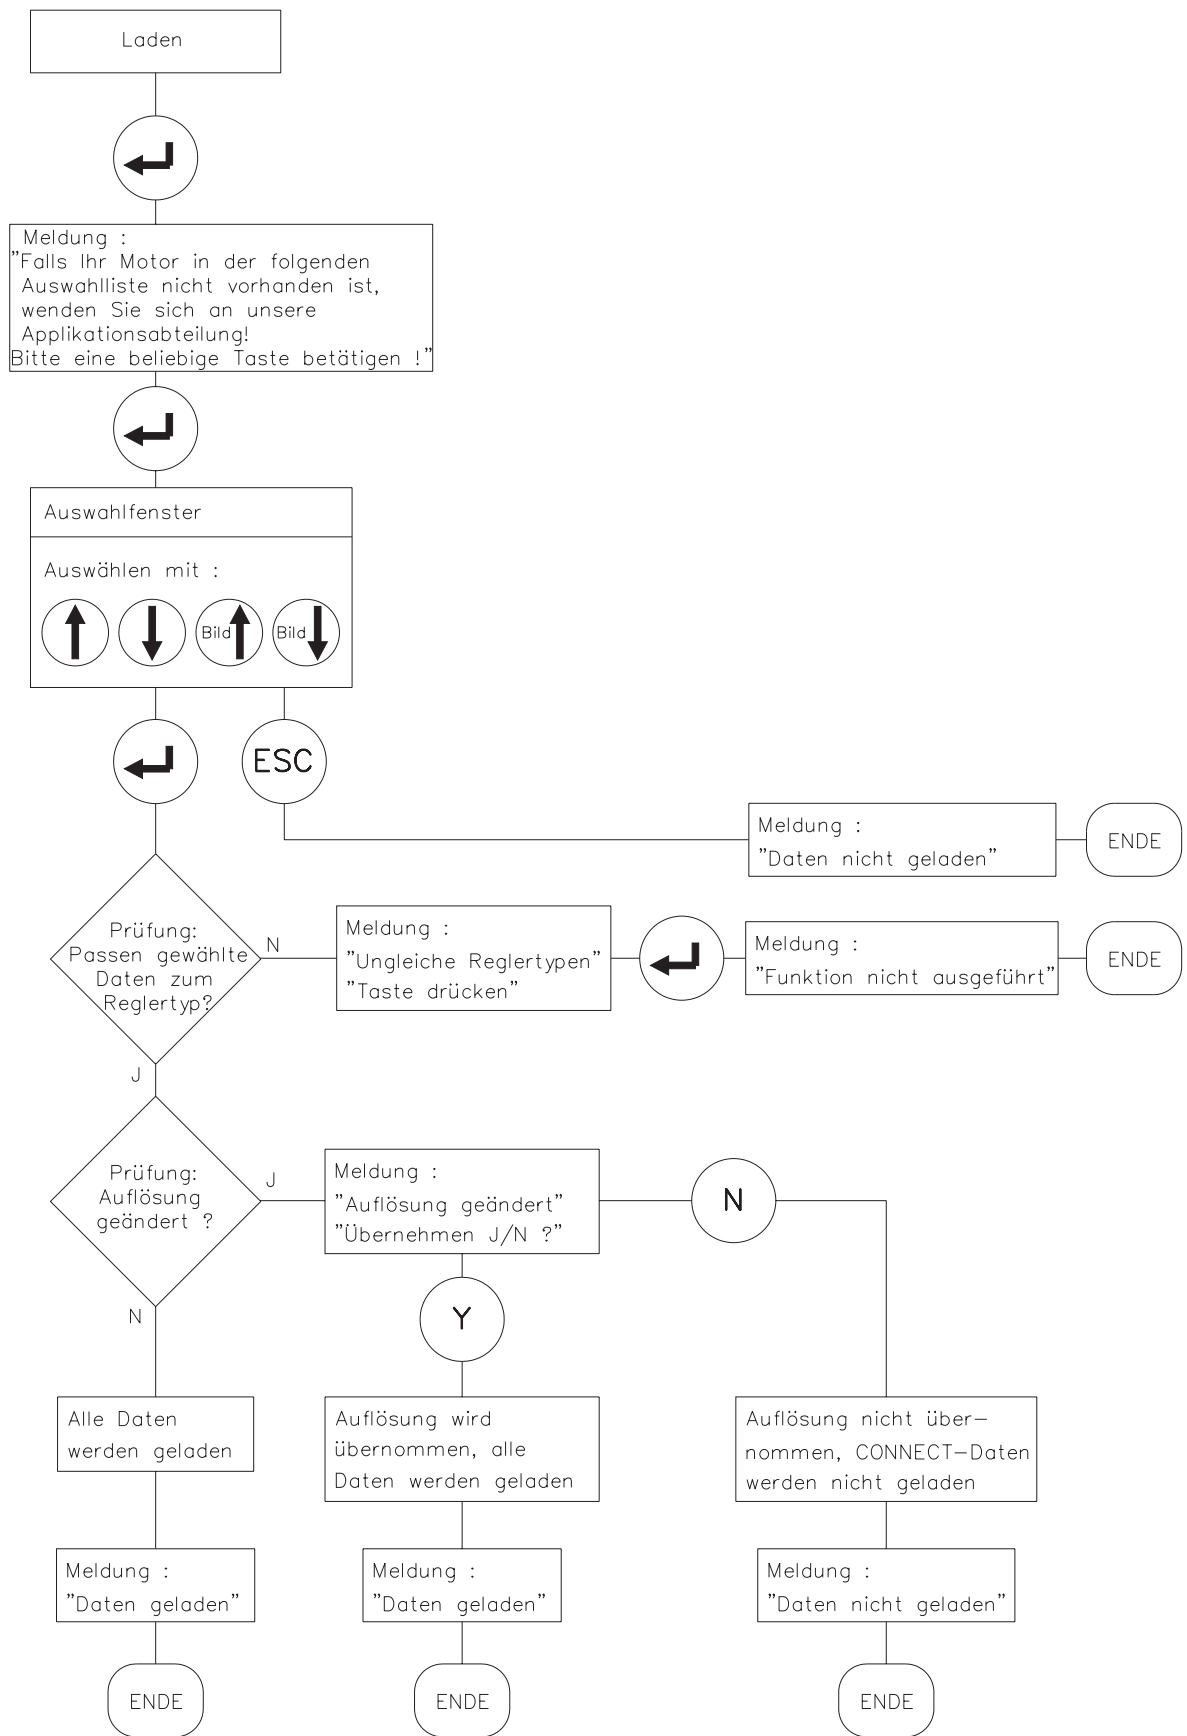 Laden
Meldung :
"Falls Ihr Motor in der folgenden
Auswahlliste nicht vorhanden ist,
wenden Sie sich an unsere
Applikationsabteilung!
Bitte eine beliebige Taste betätigen !"
Auswahlfenster
Auswählen mit :
Bild
Bild
ESC
Meldung :
"Daten nicht geladen"
ENDE
Prüfung:
Passen gewählte
Daten zum
Reglertyp?
N
Meldung :
"Ungleiche Reglertypen"
"Taste drücken"
Meldung :
"Funktion nicht ausgeführt"
ENDE
J
Prüfung:
Auflösung
geändert ?
J
Meldung :
"Auflösung geändert"
"Übernehmen J/N ?"
N
N
Y
Alle Daten
werden geladen
Auflösung wird
übernommen, alle
Daten werden geladen
Auflösung nicht über-
nommen, CONNECT-Daten
werden nicht geladen
Meldung :
"Daten geladen"
Meldung :
"Daten geladen"
Meldung :
"Daten nicht geladen"
ENDE
ENDE
ENDE